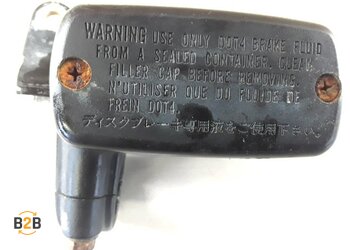 WARNING USE ONLY DOT4 BRAKE FLUID
FROM A SEALED CONTAINER. CLEAN
FILLER CAP BEFORE REMOVING.
N'UTILISER QUE DU FLUIDE DE
FREIN DOT4.
ディスクブレーキ専用液をご使用下さい。
B2B